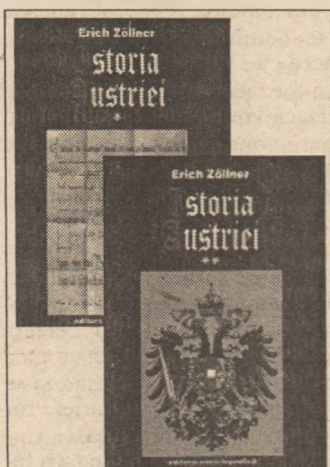 Erich Zöllner
storia
ustriei
*
Erich Zöllner
storia
ustriei
**